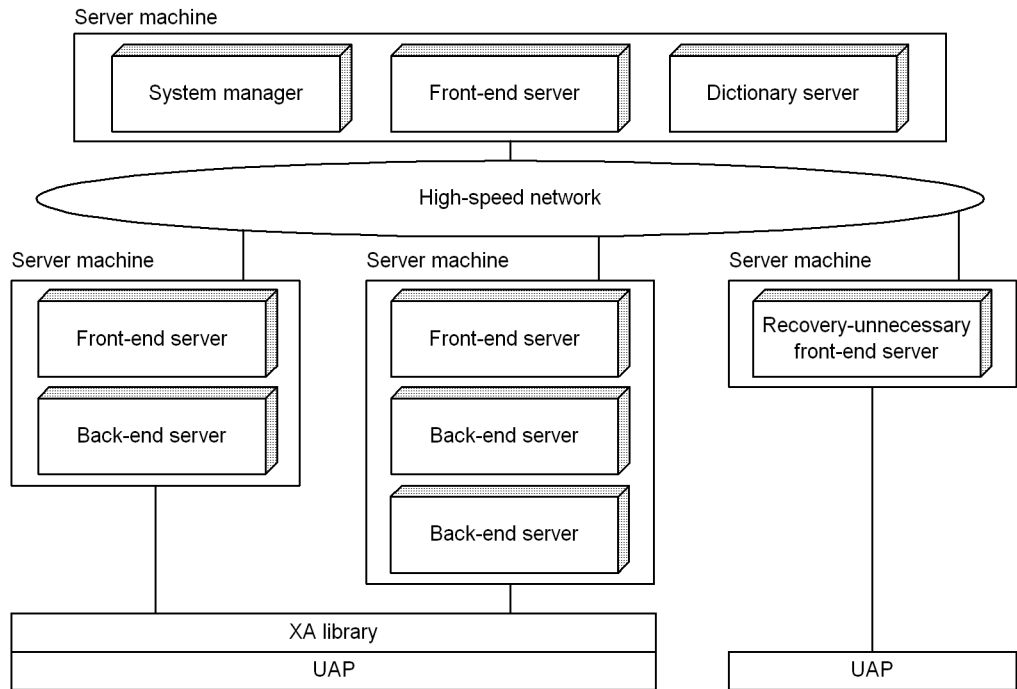 Server machine
System manager
Front-end server
Dictionary server
High-speed network
Server machine
Server machine
Server machine
Front-end server
Front-end server
Recovery-unnecessary
front-end server
Back-end server
Back-end server
Back-end server
XA library
UAP
UAP